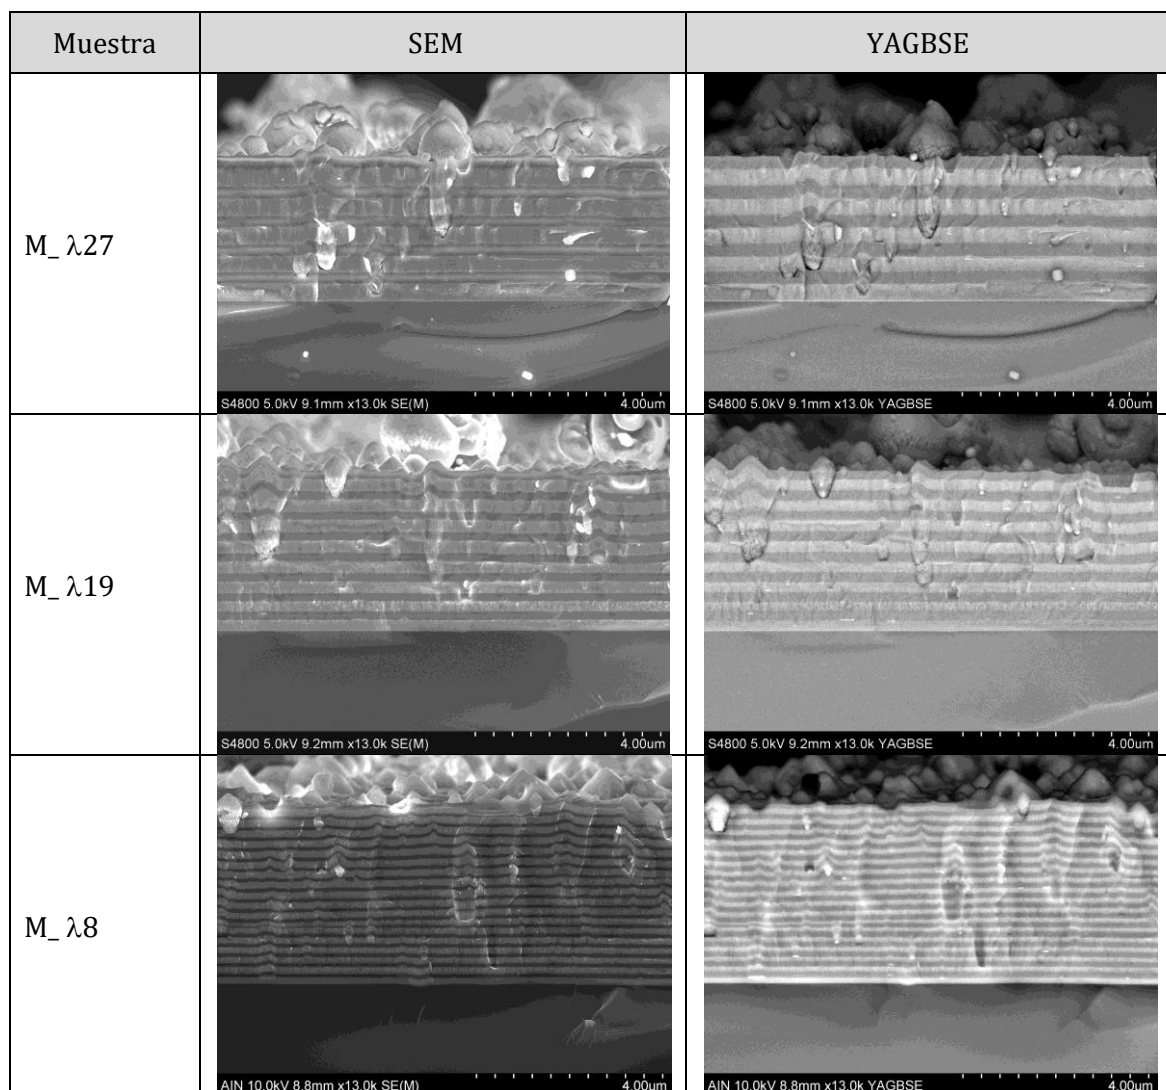 Muestra SEM YAGBSE
M_ λ27
S4800 5.0kV 9.1mm x13.0k SE(M) 4.00um
S4800 5.0kV 9.1mm x13.0k YAGBSE 4.00um
M_ λ19
S4800 5.0kV 9.2mm x13.0k SE(M) 4.00um
S4800 5.0kV 9.2mm x13.0k YAGBSE 4.00um
M_ λ8
AIN 10.0kV 8.8mm x13.0k SE(M) 4.00um
AIN 10.0kV 8.8mm x13.0k YAGBSE 4.00um